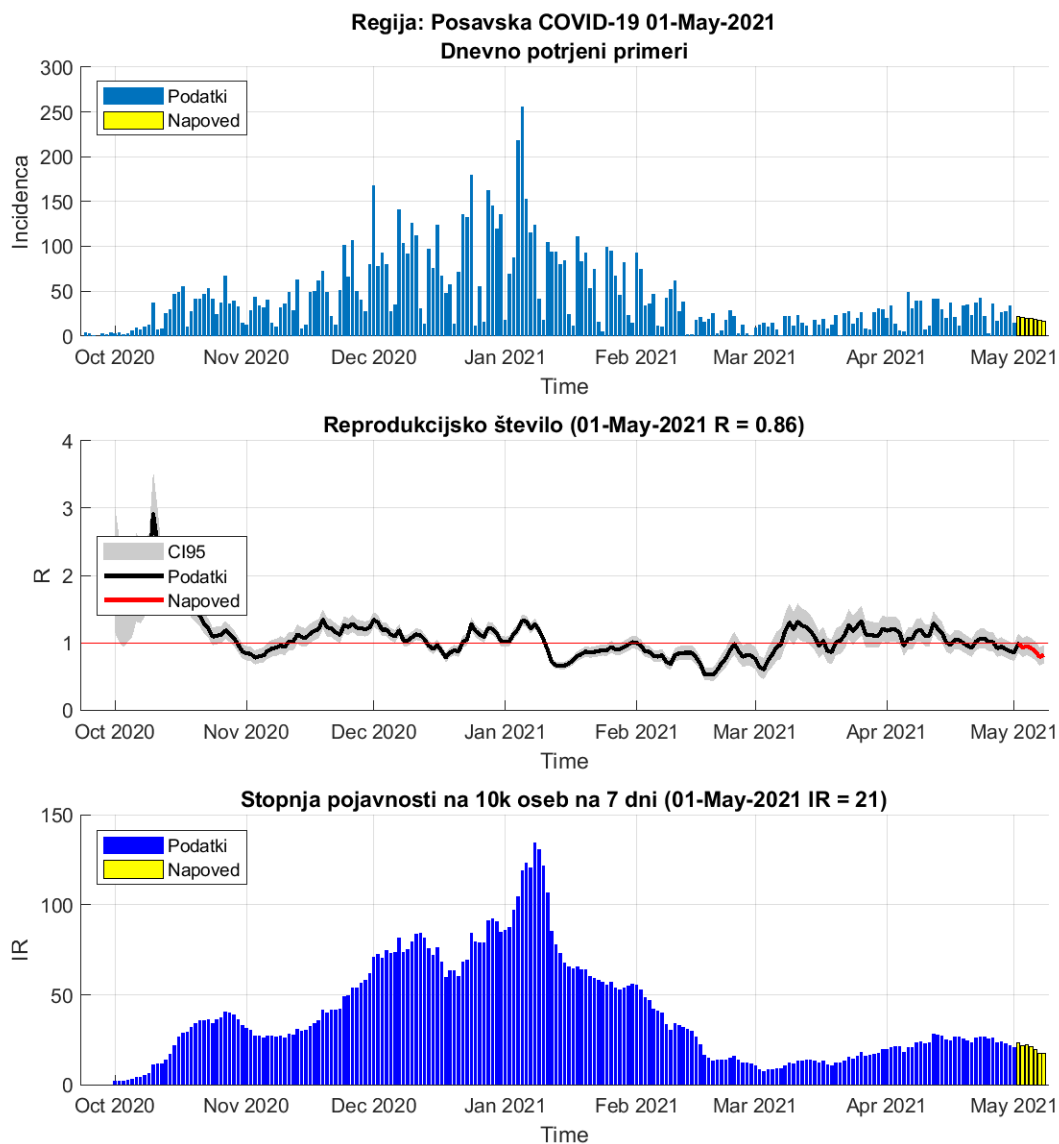 Regija: Posavska COVID-19 01-May-2021
Dnevno potrjeni primeri
300
250
200
150
100
50
0
Incidenca
Podatki
Napoved
Oct 2020 Nov 2020 Dec 2020 Jan 2021 Feb 2021 Mar 2021 Apr 2021 May 2021
Time
Reprodukcijsko število (01-May-2021 R = 0.86)
4
3
2
1
0
R
CI95
Podatki
Napoved
Oct 2020 Nov 2020 Dec 2020 Jan 2021 Feb 2021 Mar 2021 Apr 2021 May 2021
Time
Stopnja pojavnosti na 10k oseb na 7 dni (01-May-2021 IR = 21)
150
100
50
0
IR
Podatki
Napoved
Oct 2020 Nov 2020 Dec 2020 Jan 2021 Feb 2021 Mar 2021 Apr 2021 May 2021
Time